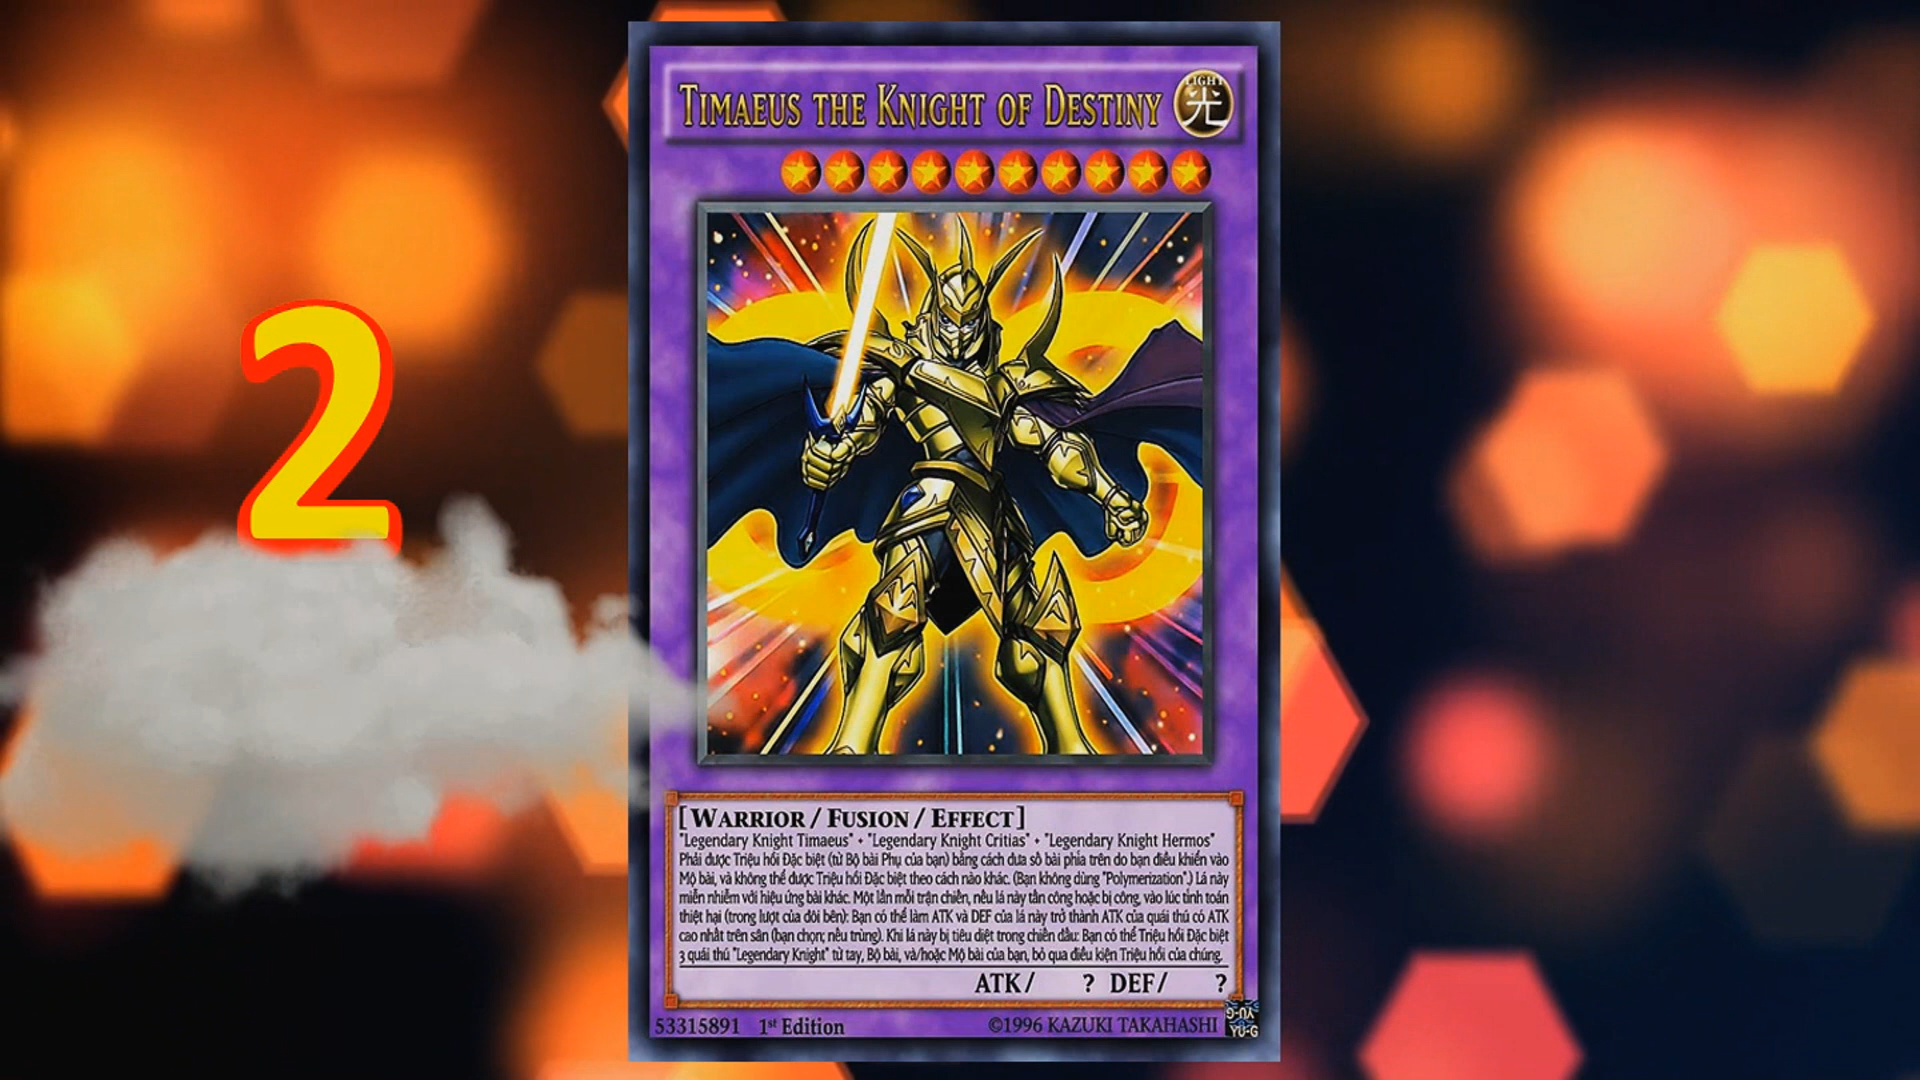 2
TIMAEUS THE KNIGHT OF DESTINY
LIGHT
光
[WARRIOR / FUSION / EFFECT]
"Legendary Knight Timaeus" + "Legendary Knight Critias" + "Legendary Knight Hermos"
Phải được Triệu hồi Đặc biệt (từ Bộ bài Phụ của bạn) bằng cách đưa số bài phía trên do bạn điều khiển vào
Mộ bài, và không thể được Triệu hồi Đặc biệt theo cách nào khác. (Bạn không dùng "Polymerization".) Lá này
miễn nhiễm với hiệu ứng bài khác. Một lần mỗi trận chiến, nếu lá này tấn công hoặc bị công, vào lúc tính toán
thiệt hại (trong lượt của đôi bên): Bạn có thể làm ATK và DEF của lá này trở thành ATK của quái thú có ATK
cao nhất trên sân (bạn chọn; nếu trùng). Khi lá này bị tiêu diệt trong chiến đấu: Bạn có thể Triệu hồi Đặc biệt
3 quái thú "Legendary Knight" từ tay, Bộ bài, và/hoặc Mộ bài của bạn, bỏ qua điều kiện Triệu hồi của chúng.
ATK/ ? DEF/ ?
53315891 1st Edition ©1996 KAZUKI TAKAHASHI